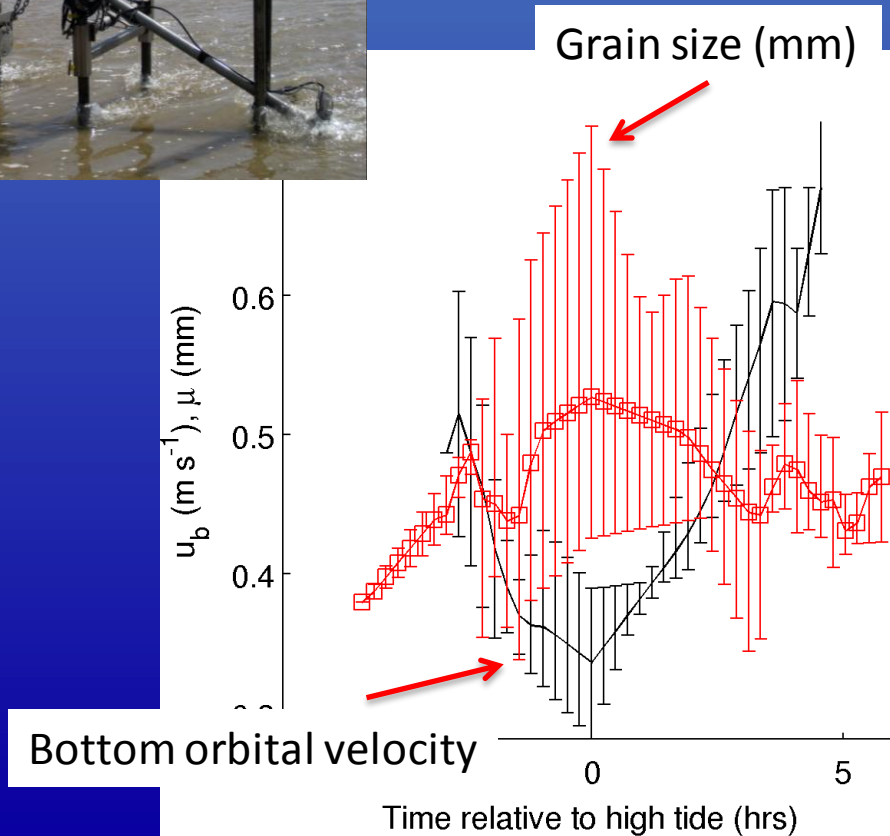 Grain size (mm)
0.6
0.5
0.4
u_b (m s^-1), μ (mm)
Bottom orbital velocity
0
5
Time relative to high tide (hrs)